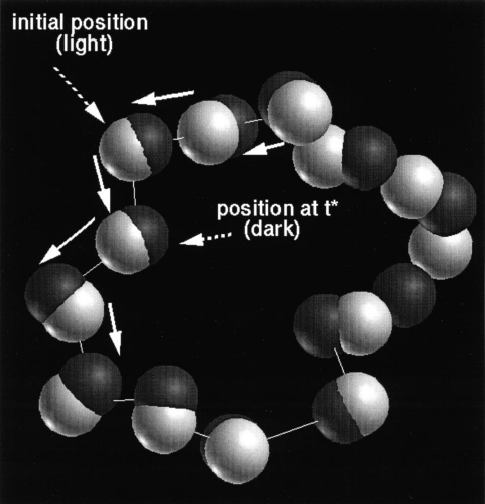 initial position
(light)
position at t*
(dark)